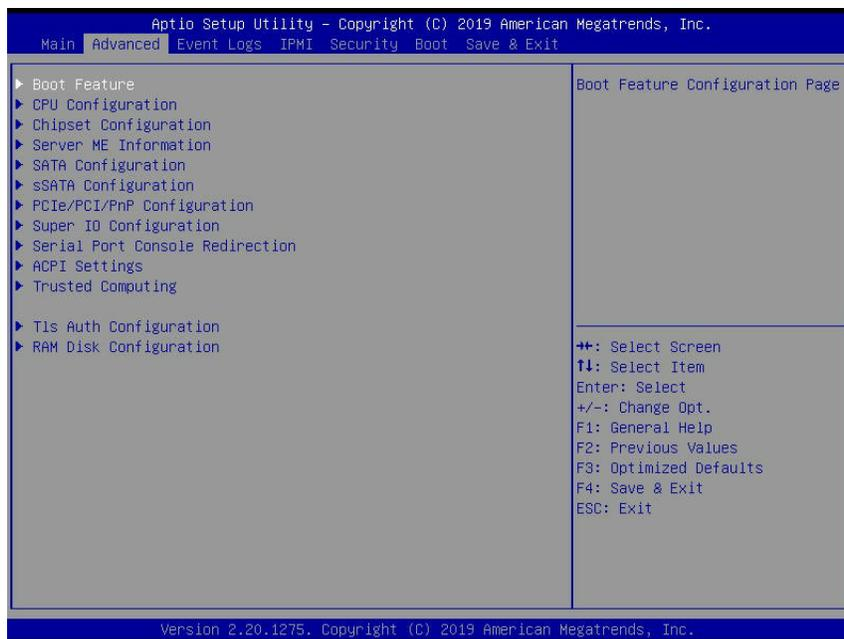 Aptio Setup Utility – Copyright (C) 2019 American Megatrends, Inc.
Main Advanced Event Logs IPMI Security Boot Save & Exit
▶ Boot Feature
▶ CPU Configuration
▶ Chipset Configuration
▶ Server ME Information
▶ SATA Configuration
▶ sSATA Configuration
▶ PCIe/PCI/PnP Configuration
▶ Super IO Configuration
▶ Serial Port Console Redirection
▶ ACPI Settings
▶ Trusted Computing
▶ Tls Auth Configuration
▶ RAM Disk Configuration
Boot Feature Configuration Page
→←: Select Screen
↑↓: Select Item
Enter: Select
+/-: Change Opt.
F1: General Help
F2: Previous Values
F3: Optimized Defaults
F4: Save & Exit
ESC: Exit
Version 2.20.1275. Copyright (C) 2019 American Megatrends, Inc.